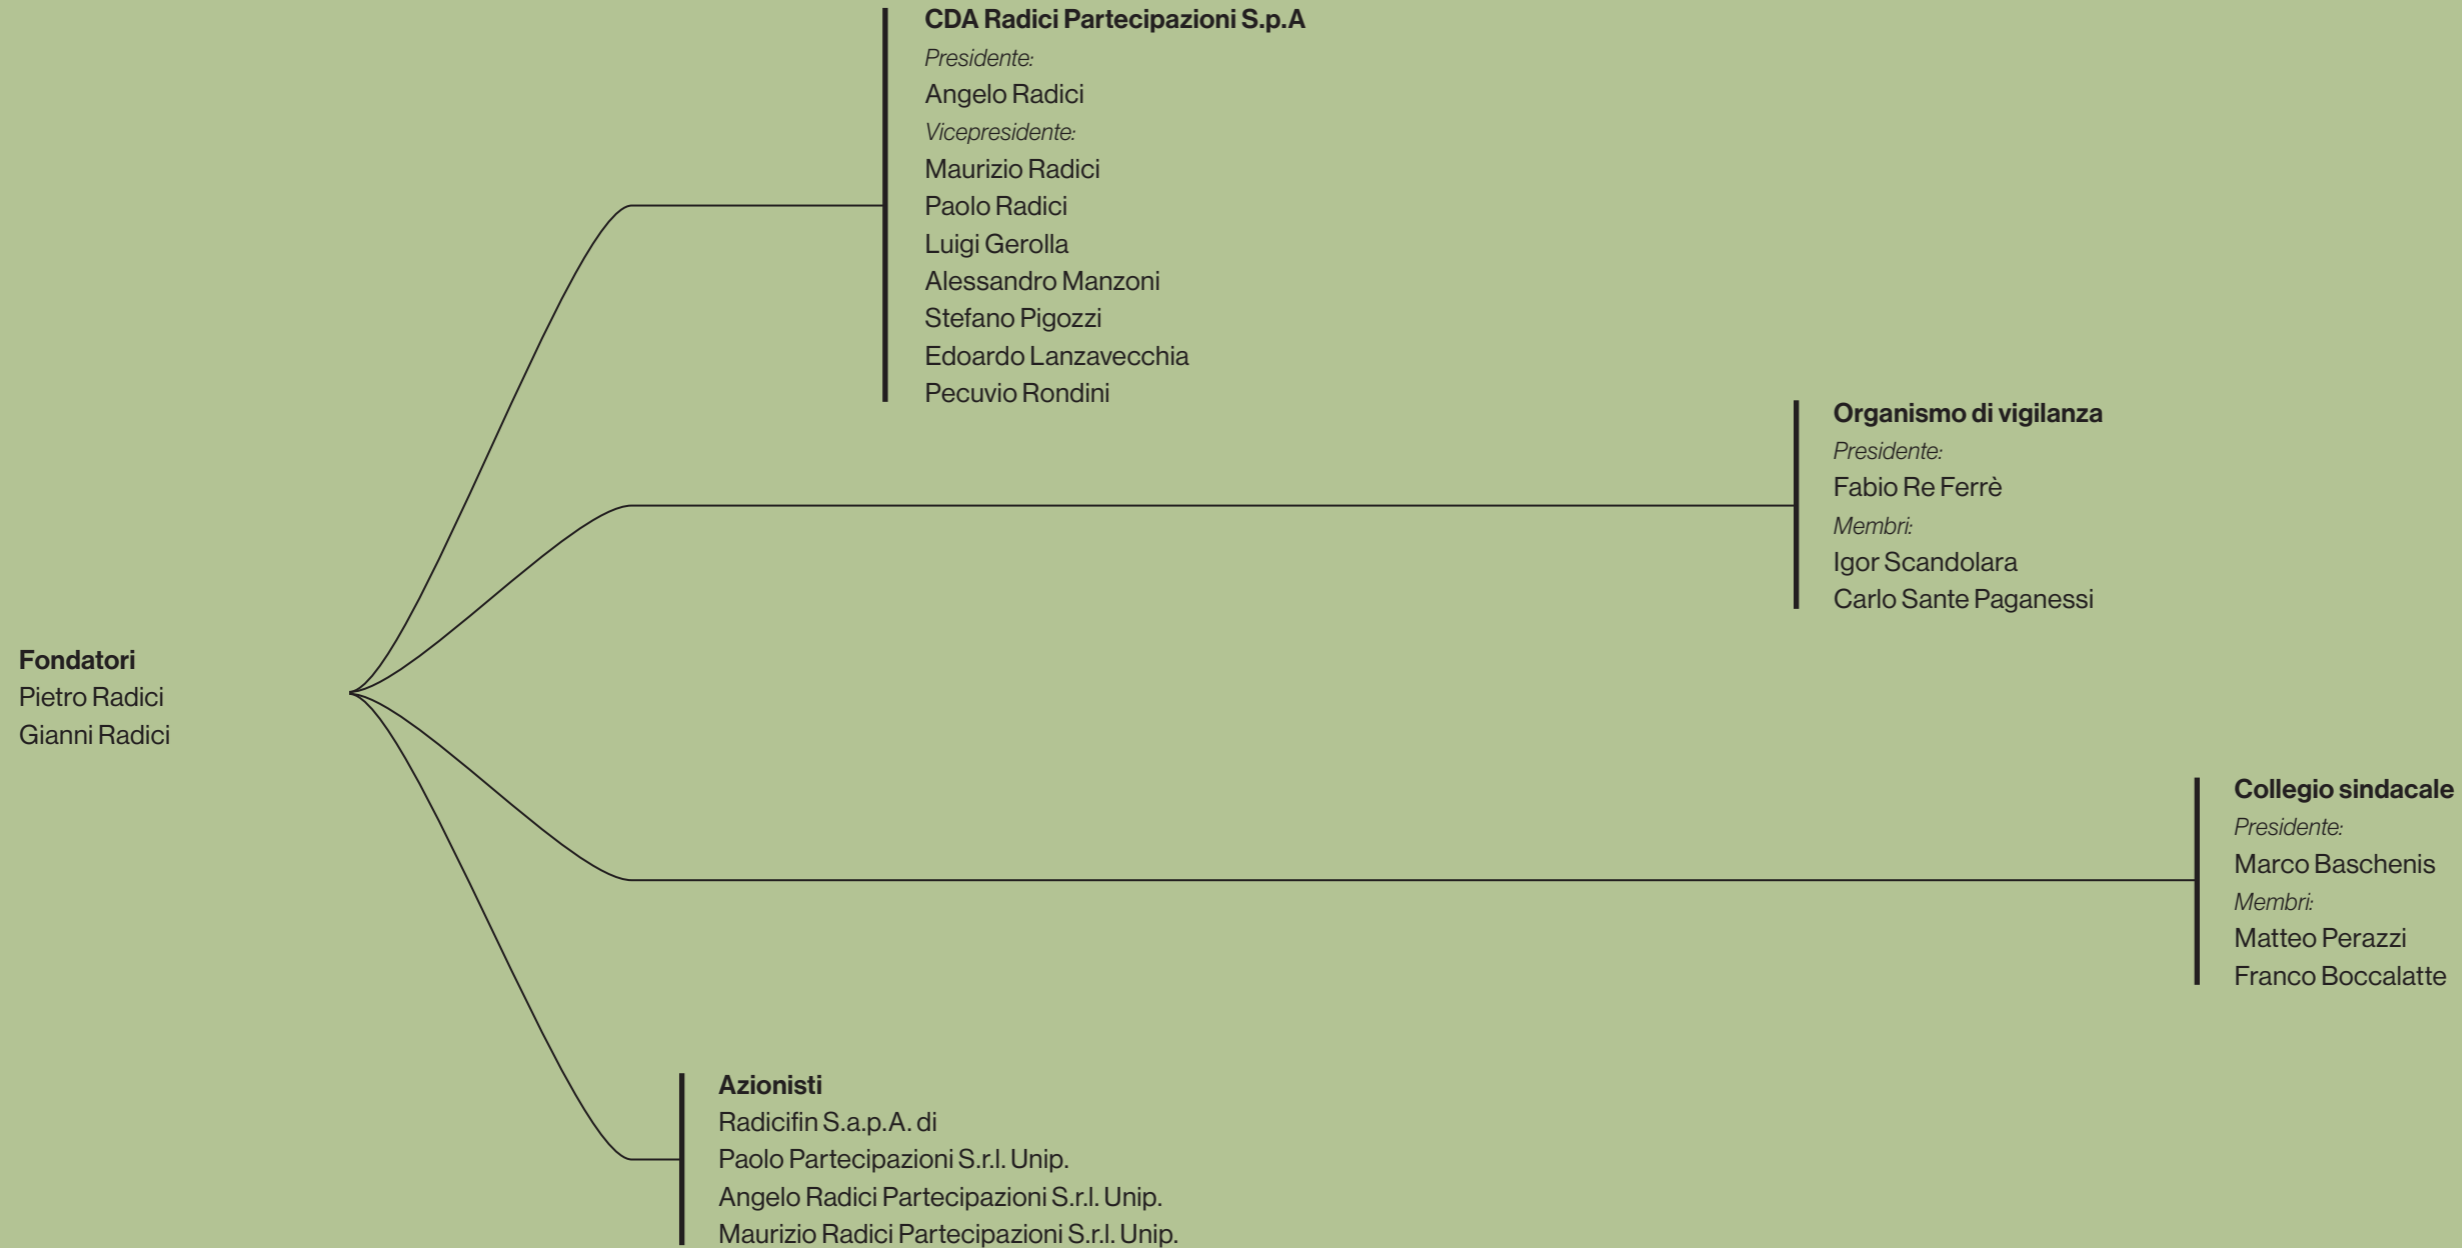 Fondatori
Pietro Radici
Gianni Radici
CDA Radici Partecipazioni S.p.A
Presidente:
Angelo Radici
Vicepresidente:
Maurizio Radici
Paolo Radici
Luigi Gerolla
Alessandro Manzoni
Stefano Pigozzi
Edoardo Lanzavecchia
Pecuvio Rondini
Organismo di vigilanza
Presidente:
Fabio Re Ferrè
Membri:
Igor Scandolara
Carlo Sante Paganessi
Collegio sindacale
Presidente:
Marco Baschenis
Membri:
Matteo Perazzi
Franco Boccalatte
Azionisti
Radicifin S.a.p.A. di
Paolo Partecipazioni S.r.l. Unip.
Angelo Radici Partecipazioni S.r.l. Unip.
Maurizio Radici Partecipazioni S.r.l. Unip.